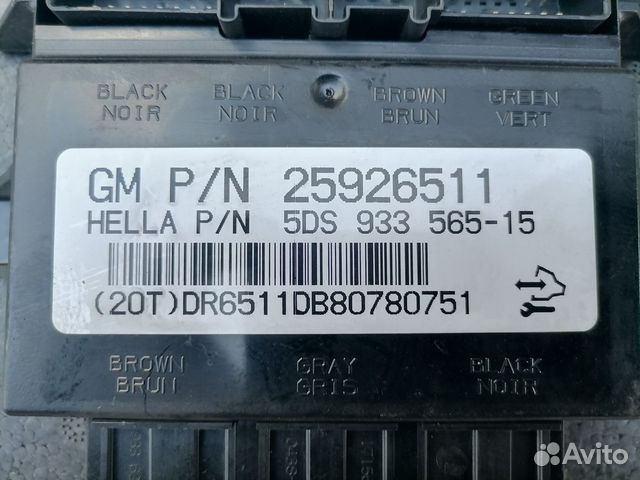 BLACK BLACK BROWN GREEN
NOIR NOIR BRUN VERT
GM P/N 25926511
HELLA P/N 5DS 933 565-15
(20T)DR6511DB80780751
BROWN GRAY BLACK
BRUN GRIS NOIR
Avito